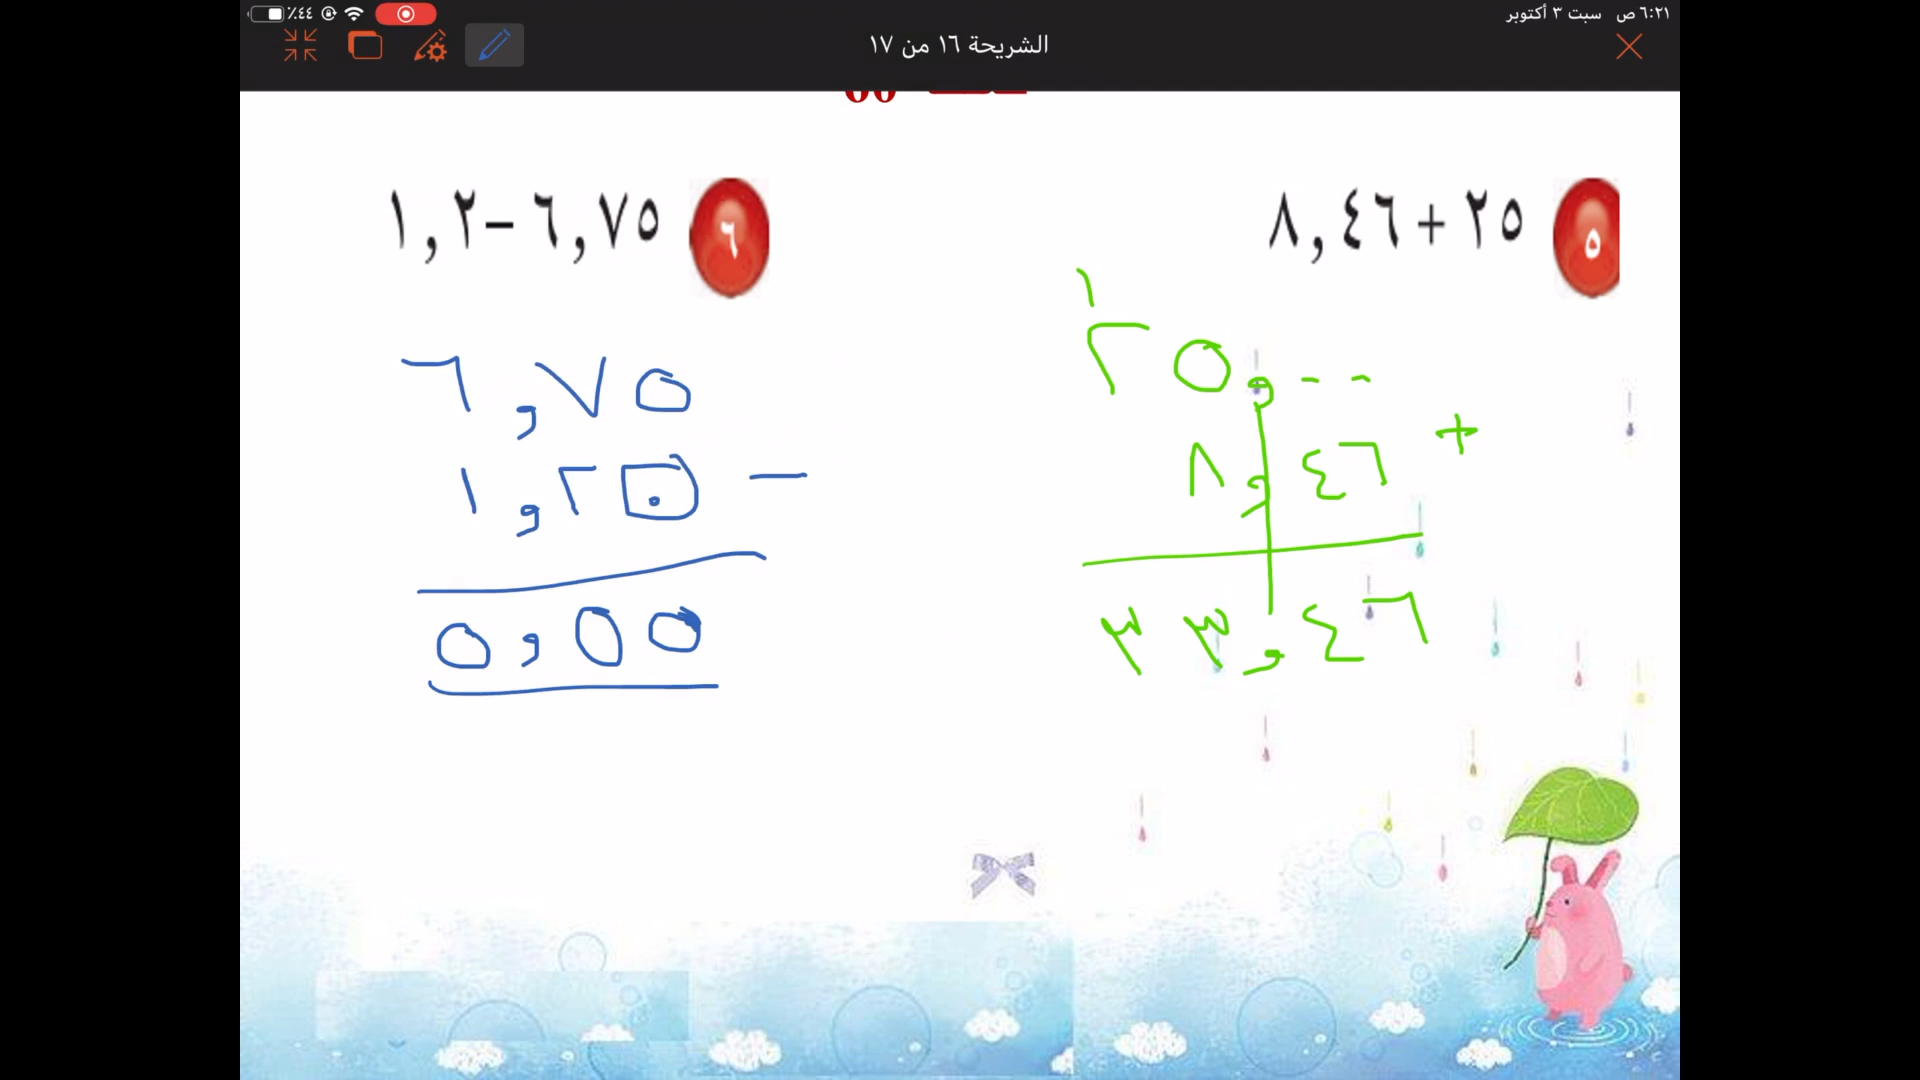 ٦:٢١ ص سبت ٣ أكتوبر
٪٤٤
الشريحة ١٦ من ١٧
٥ ٨,٤٦ + ٢٥
١
٢٥,٠٠
٨,٤٦ +
٣٣,٤٦
٦ ١,٢ – ٦,٧٥
٦,٧٥
١,٢٠ –
٥,٥٥